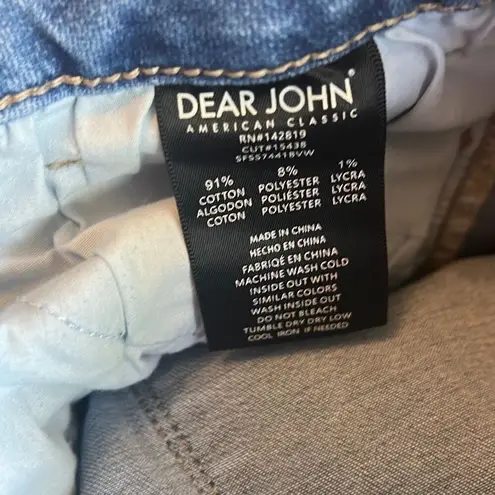 DEAR JOHN®
AMERICAN CLASSIC
RN#142819
CUT#15438
SFS574418VW
91% 8% 1%
COTTON POLYESTER LYCRA
ALGODON POLIÉSTER LYCRA
COTON POLYESTER LYCRA
MADE IN CHINA
HECHO EN CHINA
FABRIQÉ EN CHINA
MACHINE WASH COLD
INSIDE OUT WITH
SIMILAR COLORS
WASH INSIDE OUT
DO NOT BLEACH
TUMBLE DRY DRY LOW
COOL IRON IF NEEDED